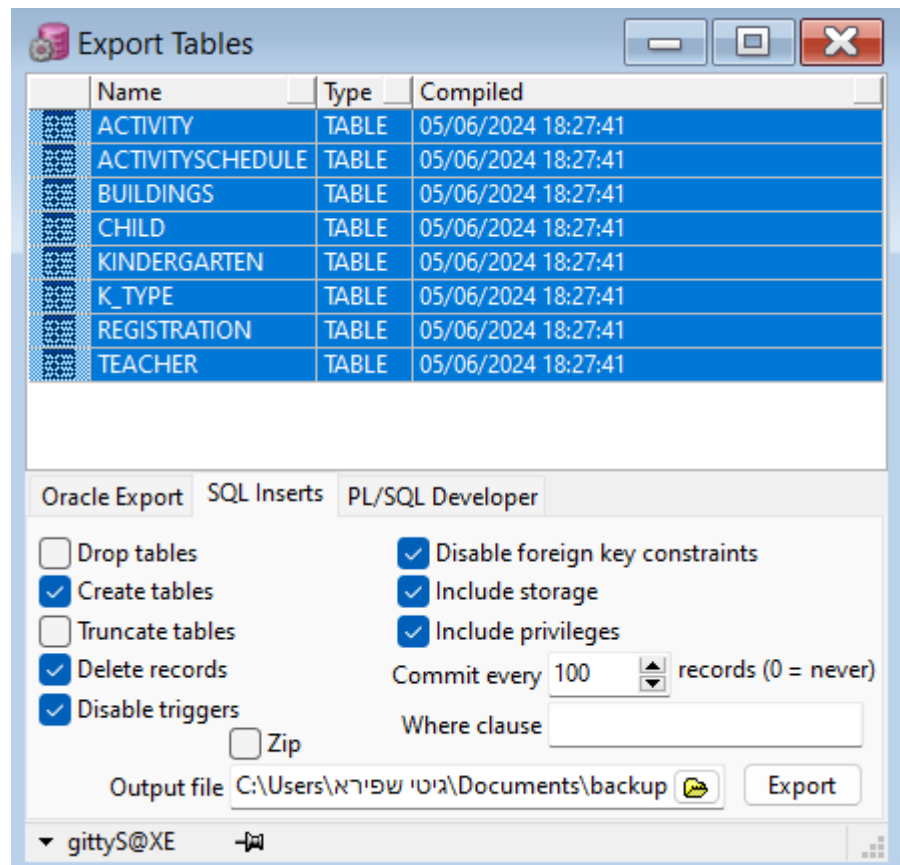 Export Tables
Name Type Compiled
ACTIVITY TABLE 05/06/2024 18:27:41
ACTIVITYSCHEDULE TABLE 05/06/2024 18:27:41
BUILDINGS TABLE 05/06/2024 18:27:41
CHILD TABLE 05/06/2024 18:27:41
KINDERGARTEN TABLE 05/06/2024 18:27:41
K_TYPE TABLE 05/06/2024 18:27:41
REGISTRATION TABLE 05/06/2024 18:27:41
TEACHER TABLE 05/06/2024 18:27:41
Oracle Export SQL Inserts PL/SQL Developer
Drop tables Disable foreign key constraints
Create tables Include storage
Truncate tables Include privileges
Delete records Commit every 100 records (0 = never)
Disable triggers Where clause
Zip
Output file C:\Users\גיטי שפירא\Documents\backup Export
gittyS@XE